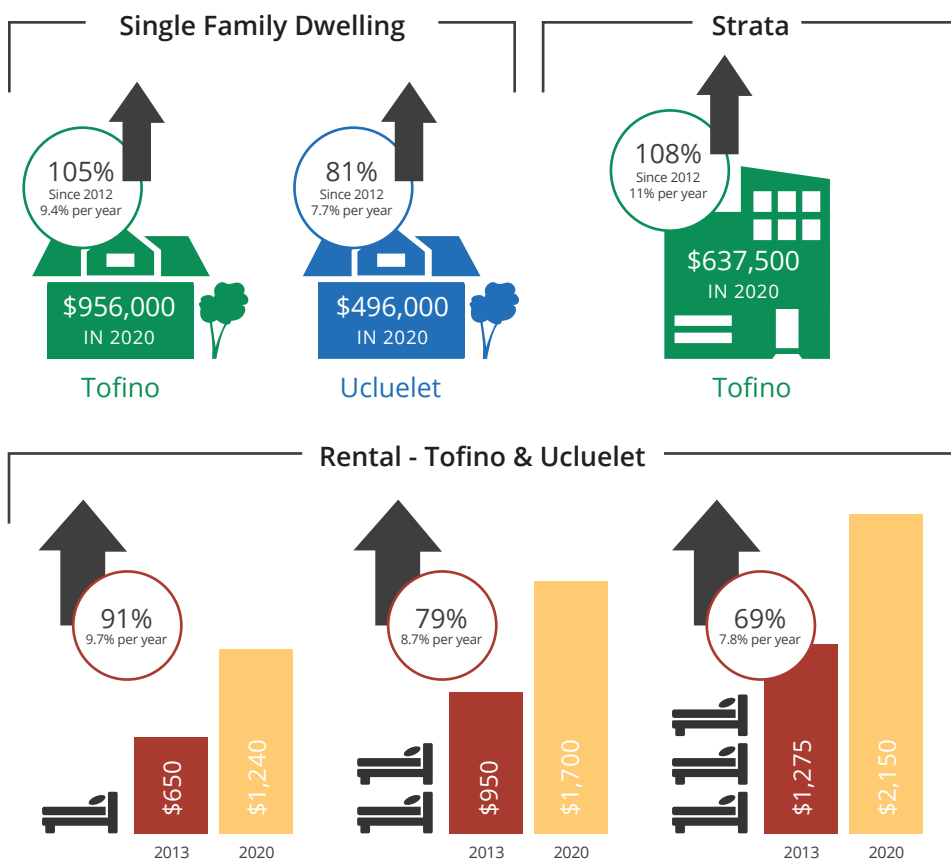 Single Family Dwelling
Strata
105%
Since 2012
9.4% per year
$956,000
IN 2020
Tofino
81%
Since 2012
7.7% per year
$496,000
IN 2020
Ucluelet
108%
Since 2012
11% per year
$637,500
IN 2020
Tofino
Rental - Tofino & Ucluelet
91%
9.7% per year
$650
$1,240
2013
2020
79%
8.7% per year
$950
$1,700
2013
2020
69%
7.8% per year
$1,275
$2,150
2013
2020